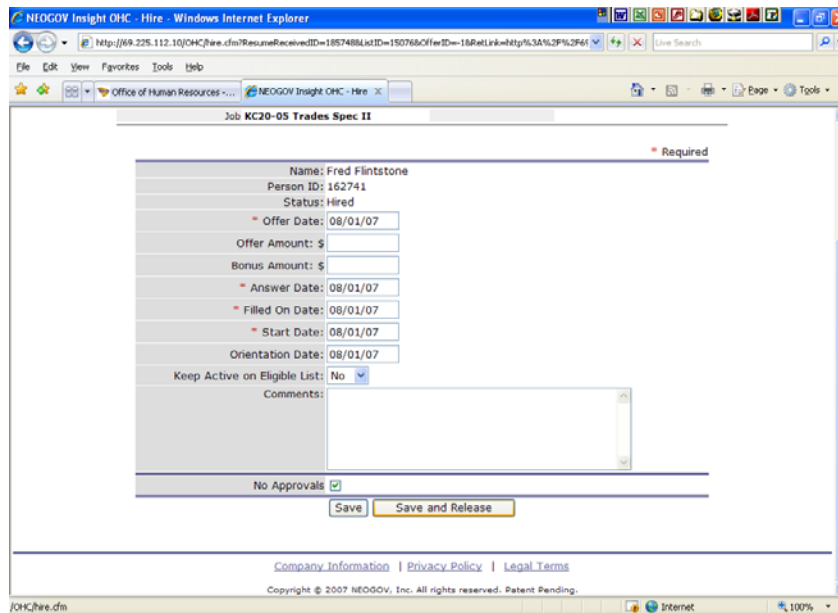 NEOGOV Insight OHC - Hire - Windows Internet Explorer
http://69.225.112.10/OHC/hire.cfm?ResumeReceivedID=1857488&ListID=15076&OfferID=-1&RetLink=http%3A%2F%2F69
Live Search
File Edit View Favorites Tools Help
Office of Human Resources -... NEOGOV Insight OHC - Hire Page Tools
Job KC20-05 Trades Spec II
* Required
Name: Fred Flintstone
Person ID: 162741
Status: Hired
* Offer Date: 08/01/07
Offer Amount: $
Bonus Amount: $
* Answer Date: 08/01/07
* Filled On Date: 08/01/07
* Start Date: 08/01/07
Orientation Date: 08/01/07
Keep Active on Eligible List: No
Comments:
No Approvals
Save Save and Release
Company Information | Privacy Policy | Legal Terms
Copyright © 2007 NEOGOV, Inc. All rights reserved. Patent Pending.
/OHC/hire.cfm Internet 100%